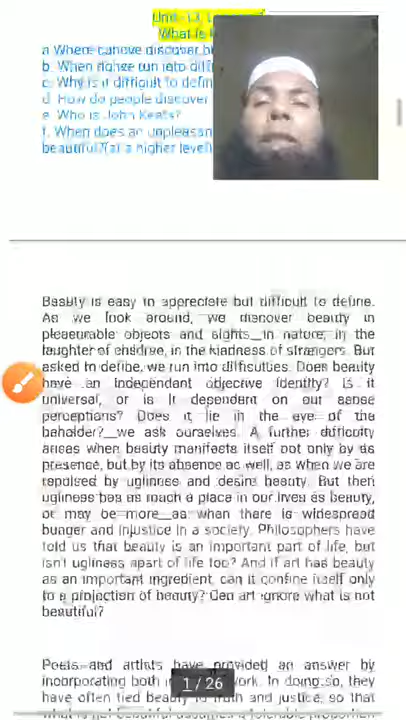 What is
a Where can we discover
b. When do we run into
c. Why is it difficult to defin
d. How do people discover
e. Who is John Keats?
f. When does an unpleasan
beautiful?(at a higher level)
Beauty is easy to appreciate but difficult to define.
As we look around, we discover beauty in
pleasurable objects and sights_in nature, in the
laughter of children, in the kindness of strangers. But
asked to define, we run into difficulties. Does beauty
have an independent objective identity? Is it
universal, or is it dependent on our sense
perceptions? Does it lie in the eye of the
beholder?_we ask ourselves. A further difficulty
arises when beauty manifests itself not only by its
presence, but by its absence as well, as when we are
repulsed by ugliness and desire beauty. But then
ugliness has as much a place in our lives as beauty,
or may be more_as when there is widespread
hunger and injustice in a society. Philosophers have
told us that beauty is an important part of life, but
isn't ugliness apart of life too? And if art has beauty
as an important ingredient, can it confine itself only
to a projection of beauty? Can art ignore what is not
beautiful?
Poets and artists have provided an answer by
incorporating both work. In doing so, they
have often tied beauty to truth and justice, so that
1 / 26